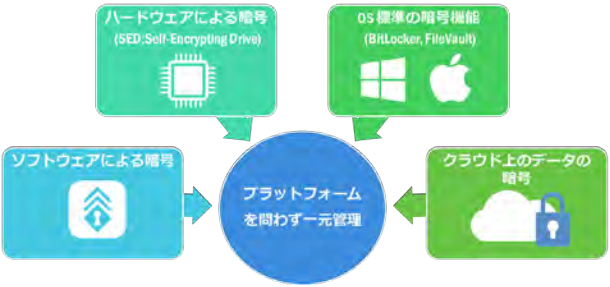 ハードウェアによる暗号
(SED:Self-Encrypting Drive)
OS 標準の暗号機能
(BitLocker, FileVault)
ソフトウェアによる暗号
プラットフォーム
を問わず一元管理
クラウド上のデータの
暗号